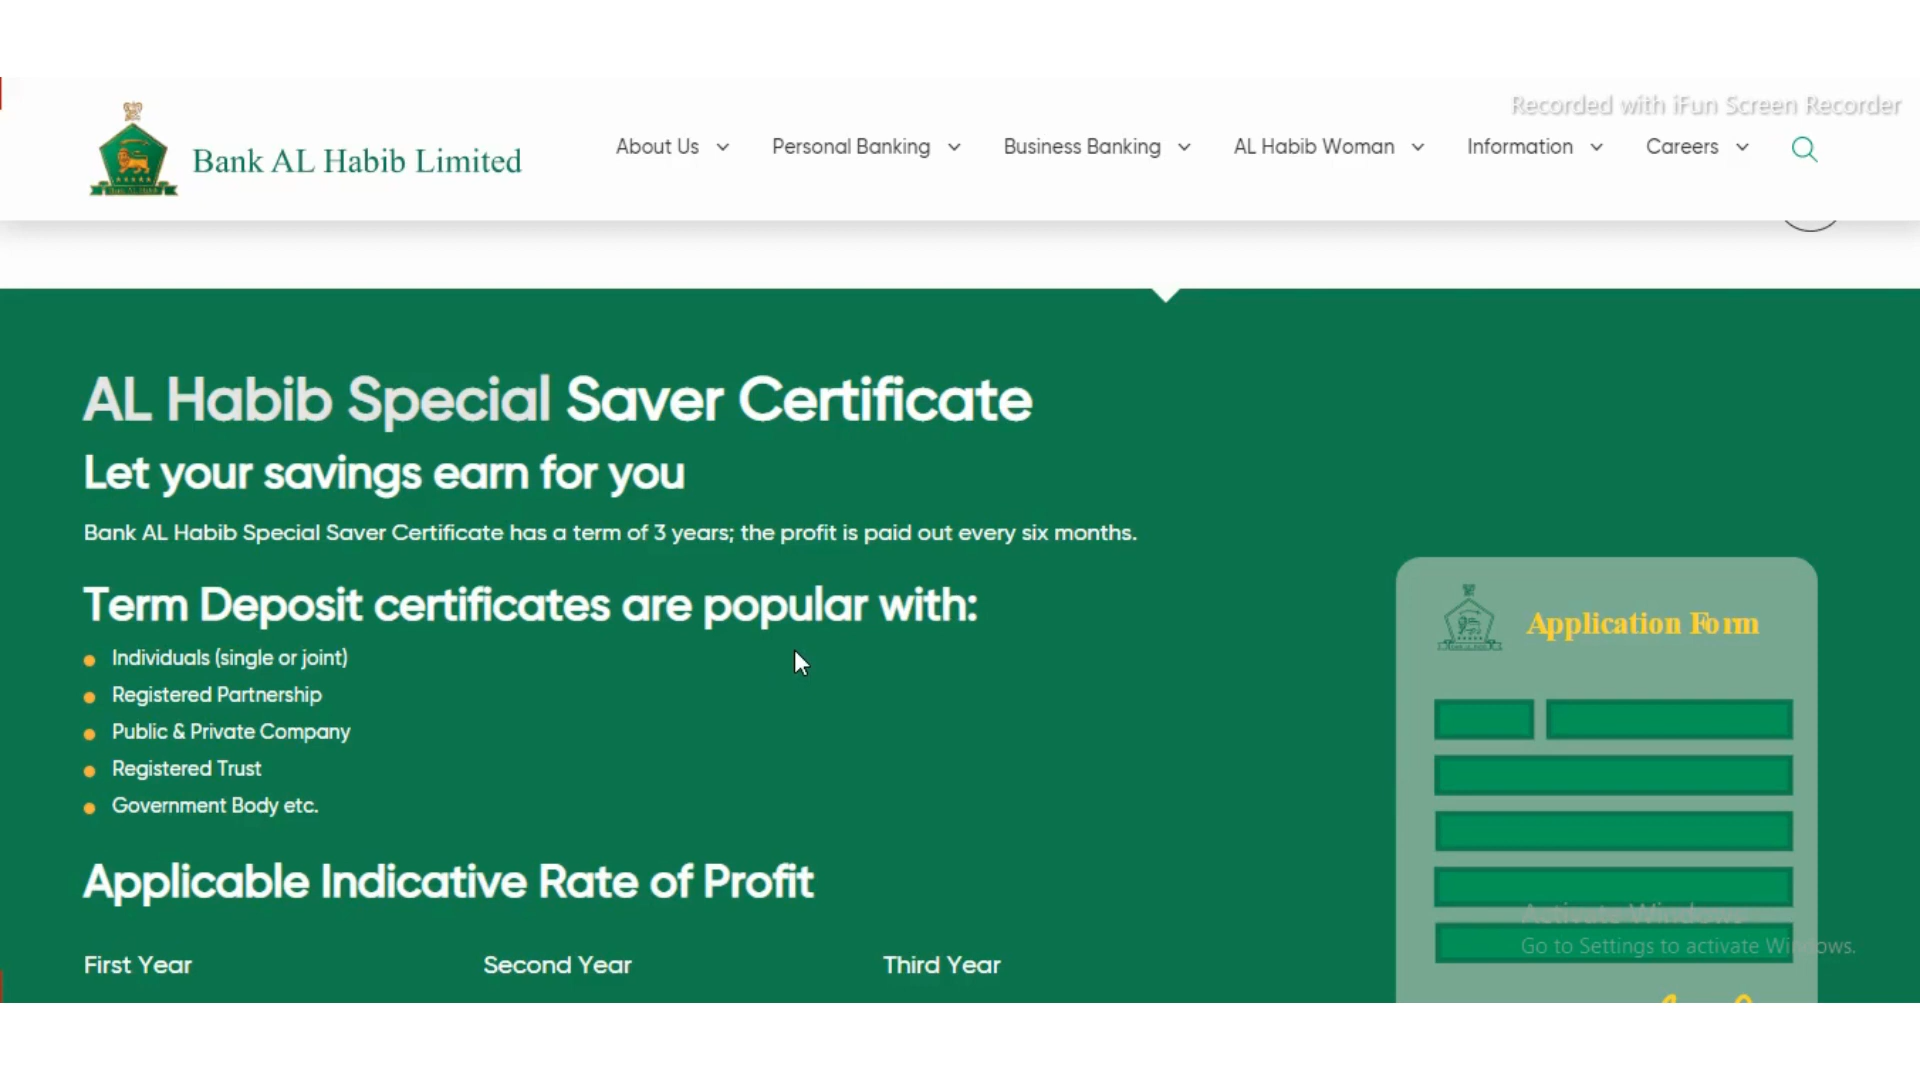 Recorded with iFun Screen Recorder
Bank AL Habib Limited
About Us
Personal Banking
Business Banking
AL Habib Woman
Information
Careers
AL Habib Special Saver Certificate
Let your savings earn for you
Bank AL Habib Special Saver Certificate has a term of 3 years; the profit is paid out every six months.
Term Deposit certificates are popular with:
Individuals (single or joint)
Registered Partnership
Public & Private Company
Registered Trust
Government Body etc.
Applicable Indicative Rate of Profit
First Year
Second Year
Third Year
Application Form
Activate Windows
Go to Settings to activate Windows.